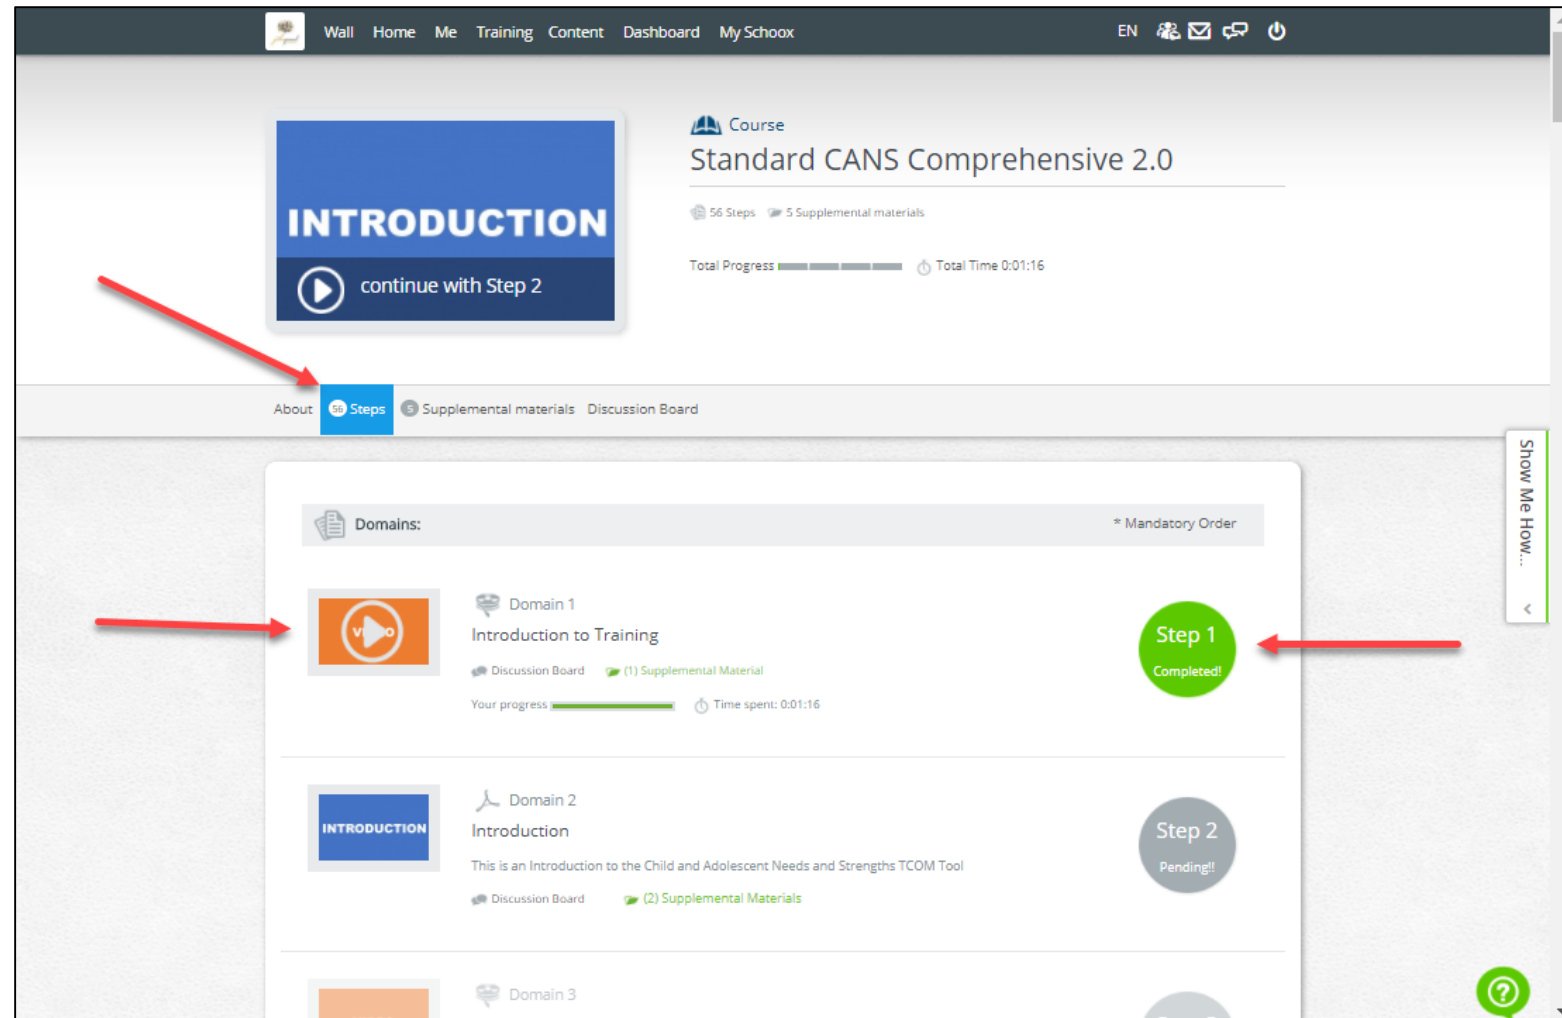 Wall Home Me Training Content Dashboard My Schoox EN
Course
Standard CANS Comprehensive 2.0
INTRODUCTION
56 Steps 5 Supplemental materials
continue with Step 2
Total Progress Total Time 0:01:16
About 56 Steps 5 Supplemental materials Discussion Board
Show Me How...
Domains: * Mandatory Order
Domain 1
Introduction to Training
Discussion Board (1) Supplemental Material
Your progress Time spent: 0:01:16
Step 1
Completed!
Domain 2
INTRODUCTION
Introduction
This is an Introduction to the Child and Adolescent Needs and Strengths TCOM Tool
Discussion Board (2) Supplemental Materials
Step 2
Pending!!
Domain 3